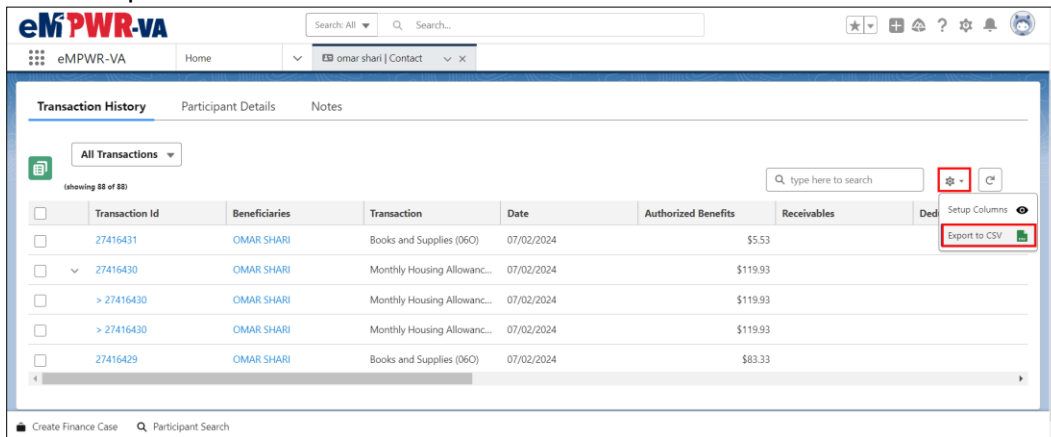 eMPWR-VA
Search: All
Search...
eMPWR-VA
Home
omar shari | Contact
Transaction History
Participant Details
Notes
All Transactions
(showing 88 of 88)
type here to search
Setup Columns
Export to CSV
Transaction Id
Beneficiaries
Transaction
Date
Authorized Benefits
Receivables
27416431
OMAR SHARI
Books and Supplies (06O)
07/02/2024
$5.53
27416430
OMAR SHARI
Monthly Housing Allowanc...
07/02/2024
$119.93
> 27416430
OMAR SHARI
Monthly Housing Allowanc...
07/02/2024
$119.93
> 27416430
OMAR SHARI
Monthly Housing Allowanc...
07/02/2024
$119.93
27416429
OMAR SHARI
Books and Supplies (06O)
07/02/2024
$83.33
Create Finance Case
Participant Search